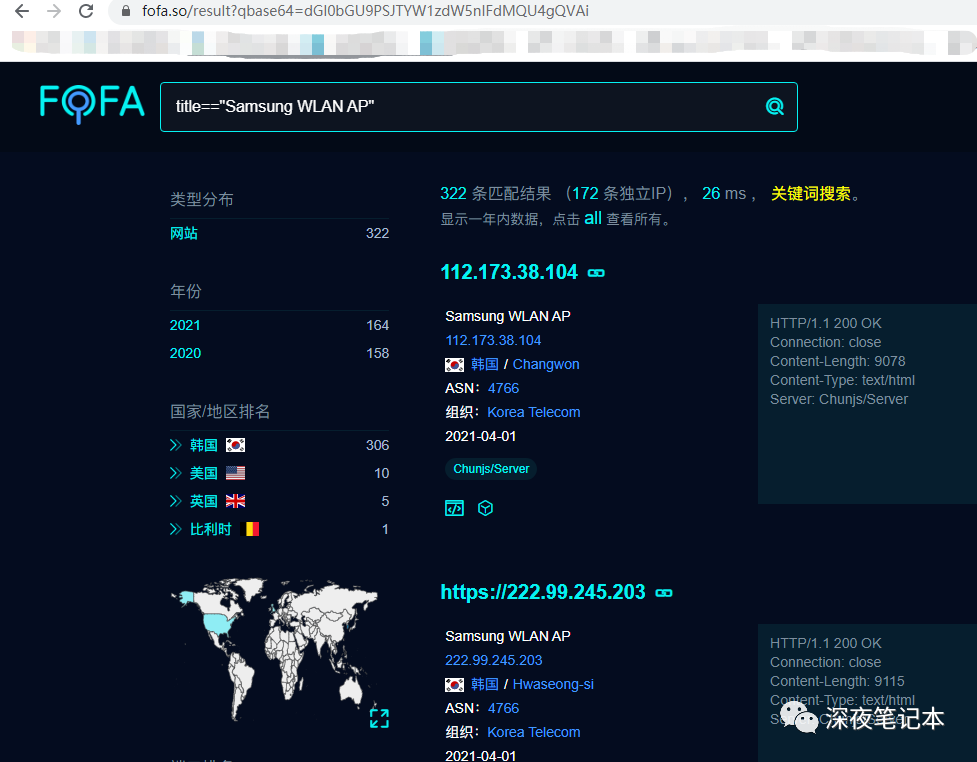 fofa.so/result?qbase64=dGl0bGU9PSJTYW1zdW5nIFdMQU4gQVAi
FOFA
title=="Samsung WLAN AP"
类型分布
网站 322
年份
2021 164
2020 158
国家/地区排名
韩国 306
美国 10
英国 5
比利时 1
322 条匹配结果 （172 条独立IP）， 26 ms ， 关键词搜索。
显示一年内数据，点击 all 查看所有。
112.173.38.104
Samsung WLAN AP
112.173.38.104
韩国 / Changwon
ASN： 4766
组织： Korea Telecom
2021-04-01
Chunjs/Server
HTTP/1.1 200 OK
Connection: close
Content-Length: 9078
Content-Type: text/html
Server: Chunjs/Server
https://222.99.245.203
Samsung WLAN AP
222.99.245.203
韩国 / Hwaseong-si
ASN： 4766
组织： Korea Telecom
2021-04-01
HTTP/1.1 200 OK
Connection: close
Content-Length: 9115
Content-Type: text/html
深夜笔记本